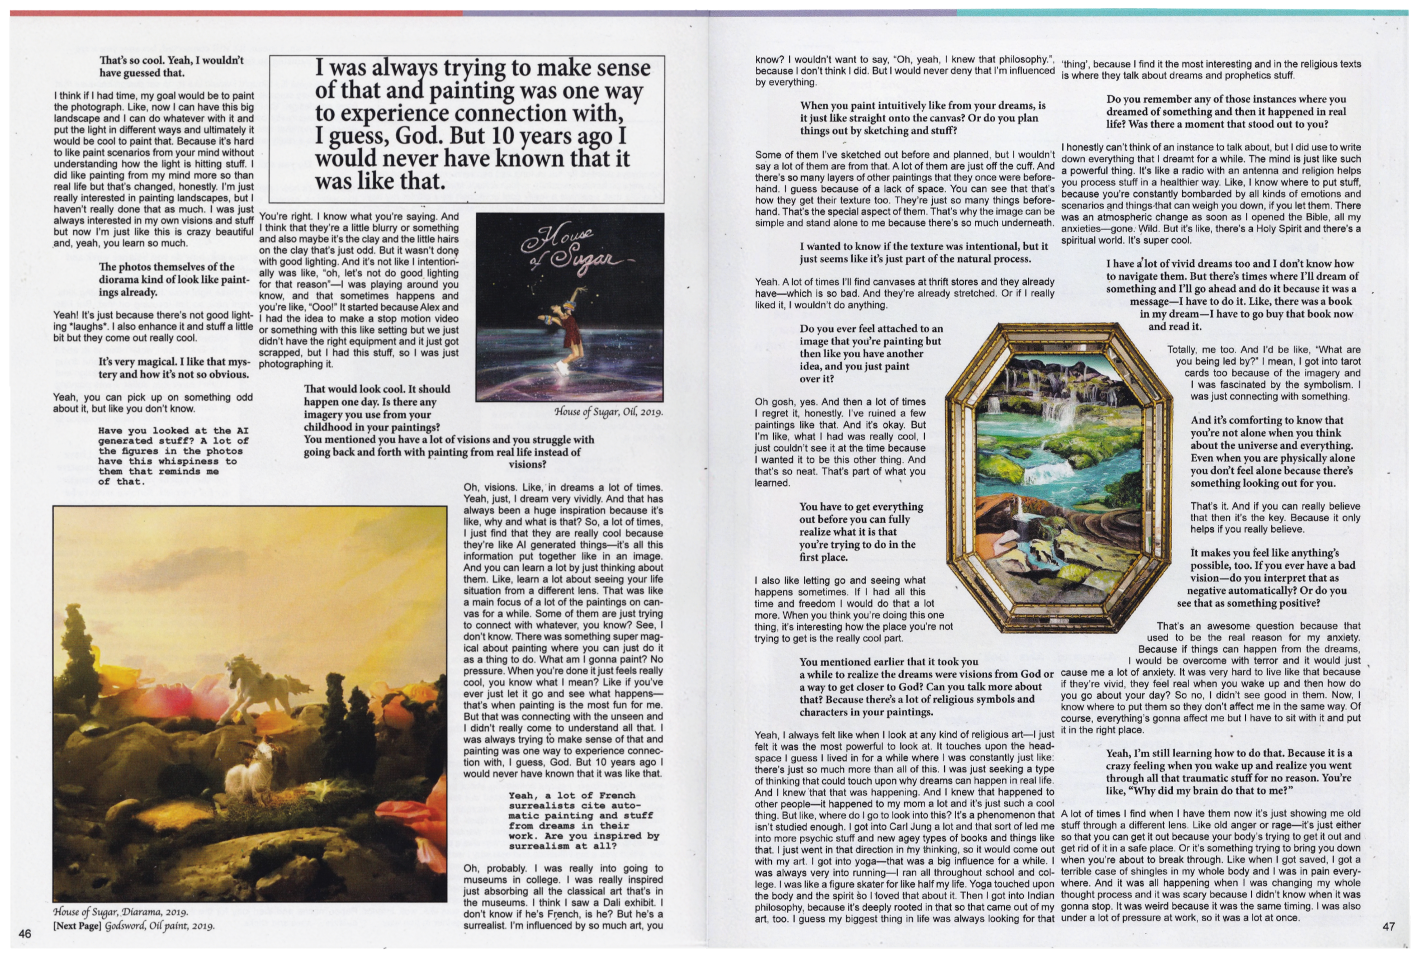 That's so cool. Yeah, I wouldn't
have guessed that.
I think if I had time, my goal would be to paint
the photograph. Like, now I can have this big
landscape and I can do whatever with it and
put the light in different ways and ultimately it
would be cool to paint that. Because it's hard
to like paint scenarios from your mind without
understanding how the light is hitting stuff. I
did like painting from my mind more so than
real life but that's changed, honestly. I'm just
really interested in painting landscapes, but I
haven't really done that as much. I was just
always interested in my own visions and stuff
but now I'm just like this is crazy beautiful
and, yeah, you learn so much.
The photos themselves of the
diorama kind of look like paint-
ings already.
Yeah! It's just because there's not good light-
ing *laughs*. I also enhance it and stuff a little
bit but they come out really cool.
It's very magical. I like that mys-
tery and how it's not so obvious.
Yeah, you can pick up on something odd
about it, but like you don't know.
Have you looked at the AI
generated stuff? A lot of
the figures in the photos
have this whispiness to
them that reminds me
of that.
I was always trying to make sense
of that and painting was one way
to experience connection with,
I guess, God. But 10 years ago I
would never have known that it
was like that.
You're right. I know what you're saying. And
I think that they're a little blurry or something
and also maybe it's the clay and the little hairs
on the clay that's just odd. But it wasn't done
with good lighting. And it's not like I intention-
ally was like, "oh, let's not do good lighting
for that reason"—I was playing around you
know, and that sometimes happens and
you're like, "Ooo!" It started because Alex and
I had the idea to make a stop motion video
or something with this like setting but we just
didn't have the right equipment and it just got
scrapped, but I had this stuff, so I was just
photographing it.
House
of Sugar
House of Sugar, Oil, 2019.
That would look cool. It should
happen one day. Is there any
imagery you use from your
childhood in your paintings?
You mentioned you have a lot of visions and you struggle with
going back and forth with painting from real life instead of
visions?
Oh, visions. Like, in dreams a lot of times.
Yeah, just, I dream very vividly. And that has
always been a huge inspiration because it's
like, why and what is that? So, a lot of times,
I just find that they are really cool because
they're like AI generated things—it's all this
information put together like in an image.
And you can learn a lot by just thinking about
them. Like, learn a lot about seeing your life
situation from a different lens. That was like
a main focus of a lot of the paintings on can-
vas for a while. Some of them are just trying
to connect with whatever, you know? See, I
don't know. There was something super mag-
ical about painting where you can just do it
as a thing to do. What am I gonna paint? No
pressure. When you're done it just feels really
cool, you know what I mean? Like if you've
ever just let it go and see what happens—
that's when painting is the most fun for me.
But that was connecting with the unseen and
I didn't really come to understand all that. I
was always trying to make sense of that and
painting was one way to experience connec-
tion with, I guess, God. But 10 years ago I
would never have known that it was like that.
Yeah, a lot of French
surrealists cite auto-
matic painting and stuff
from dreams in their
work. Are you inspired by
surrealism at all?
Oh, probably. I was really into going to
museums in college. I was really inspired
just absorbing all the classical art that's in
the museums. I think I saw a Dali exhibit. I
don't know if he's French, is he? But he's a
surrealist. I'm influenced by so much art, you
House of Sugar, Diarama, 2019.
[Next Page] Godsword, Oil paint, 2019.
46
know? I wouldn't want to say, "Oh, yeah, I knew that philosophy.",
because I don't think I did. But I would never deny that I'm influenced
by everything.
When you paint intuitively like from your dreams, is
it just like straight onto the canvas? Or do you plan
things out by sketching and stuff?
Some of them I've sketched out before and planned, but I wouldn't
say a lot of them are from that. A lot of them are just off the cuff. And
there's so many layers of other paintings that they once were before-
hand. I guess because of a lack of space. You can see that that's
how they get their texture too. They're just so many things before-
hand. That's the special aspect of them. That's why the image can be
simple and stand alone to me because there's so much underneath.
I wanted to know if the texture was intentional, but it
just seems like it's just part of the natural process.
Yeah. A lot of times I'll find canvases at thrift stores and they already
have—which is so bad. And they're already stretched. Or if I really
liked it, I wouldn't do anything.
Do you ever feel attached to an
image that you're painting but
then like you have another
idea, and you just paint
over it?
Oh gosh, yes. And then a lot of times
I regret it, honestly. I've ruined a few
paintings like that. And it's okay. But
I'm like, what I had was really cool, I
just couldn't see it at the time because
I wanted it to be this other thing. And
that's so neat. That's part of what you
learned.
You have to get everything
out before you can fully
realize what it is that
you're trying to do in the
first place.
I also like letting go and seeing what
happens sometimes. If I had all this
time and freedom I would do that a lot
more. When you think you're doing this one
thing, it's interesting how the place you're not
trying to get is the really cool part.
You mentioned earlier that it took you
a while to realize the dreams were visions from God or
a way to get closer to God? Can you talk more about
that? Because there's a lot of religious symbols and
characters in your paintings.
Yeah, I always felt like when I look at any kind of religious art—I just
felt it was the most powerful to look at. It touches upon the head-
space I guess I lived in for a while where I was constantly just like:
there's just so much more than all of this. I was just seeking a type
of thinking that could touch upon why dreams can happen in real life.
And I knew that that was happening. And I knew that happened to
other people—it happened to my mom a lot and it's just such a cool
thing. But like, where do I go to look into this? It's a phenomenon that
isn't studied enough. I got into Carl Jung a lot and that sort of led me
into more psychic stuff and new agey types of books and things like
that. I just went in that direction in my thinking, so it would come out
with my art. I got into yoga—that was a big influence for a while. I
was always very into running—I ran all throughout school and col-
lege. I was like a figure skater for like half my life. Yoga touched upon
the body and the spirit so I loved that about it. Then I got into Indian
philosophy, because it's deeply rooted in that so that came out of my
art, too. I guess my biggest thing in life was always looking for that
'thing', because I find it the most interesting and in the religious texts
is where they talk about dreams and prophetics stuff.
Do you remember any of those instances where you
dreamed of something and then it happened in real
life? Was there a moment that stood out to you?
I honestly can't think of an instance to talk about, but I did use to write
down everything that I dreamt for a while. The mind is just like such
a powerful thing. It's like a radio with an antenna and religion helps
you process stuff in a healthier way. Like, I know where to put stuff,
because you're constantly bombarded by all kinds of emotions and
scenarios and things that can weigh you down, if you let them. There
was an atmospheric change as soon as I opened the Bible, all my
anxieties—gone. Wild. But it's like, there's a Holy Spirit and there's a
spiritual world. It's super cool.
I have a lot of vivid dreams too and I don't know how
to navigate them. But there's times where I'll dream of
something and I'll go ahead and do it because it was a
message—I have to do it. Like, there was a book
in my dream—I have to go buy that book now
and read it.
Totally, me too. And I'd be like, "What are
you being led by?" I mean, I got into tarot
cards too because of the imagery and
I was fascinated by the symbolism. I
was just connecting with something.
And it's comforting to know that
you're not alone when you think
about the universe and everything.
Even when you are physically alone
you don't feel alone because there's
something looking out for you.
That's it. And if you can really believe
that then it's the key. Because it only
helps if you really believe.
It makes you feel like anything's
possible, too. If you ever have a bad
vision—do you interpret that as
negative automatically? Or do you
see that as something positive?
That's an awesome question because that
used to be the real reason for my anxiety.
Because if things can happen from the dreams,
I would be overcome with terror and it would just
cause me a lot of anxiety. It was very hard to live like that because
if they're vivid, they feel real when you wake up and then how do
you go about your day? So no, I didn't see good in them. Now, I
know where to put them so they don't affect me in the same way. Of
course, everything's gonna affect me but I have to sit with it and put
it in the right place.
Yeah, I'm still learning how to do that. Because it is a
crazy feeling when you wake up and realize you went
through all that traumatic stuff for no reason. You're
like, "Why did my brain do that to me?"
A lot of times I find when I have them now it's just showing me old
stuff through a different lens. Like old anger or rage—it's just either
so that you can get it out because your body's trying to get it out and
get rid of it in a safe place. Or it's something trying to bring you down
when you're about to break through. Like when I got saved, I got a
terrible case of shingles in my whole body and I was in pain every-
where. And it was all happening when I was changing my whole
thought process and it was scary because I didn't know when it was
gonna stop. It was weird because it was the same timing. I was also
under a lot of pressure at work, so it was a lot at once.
47